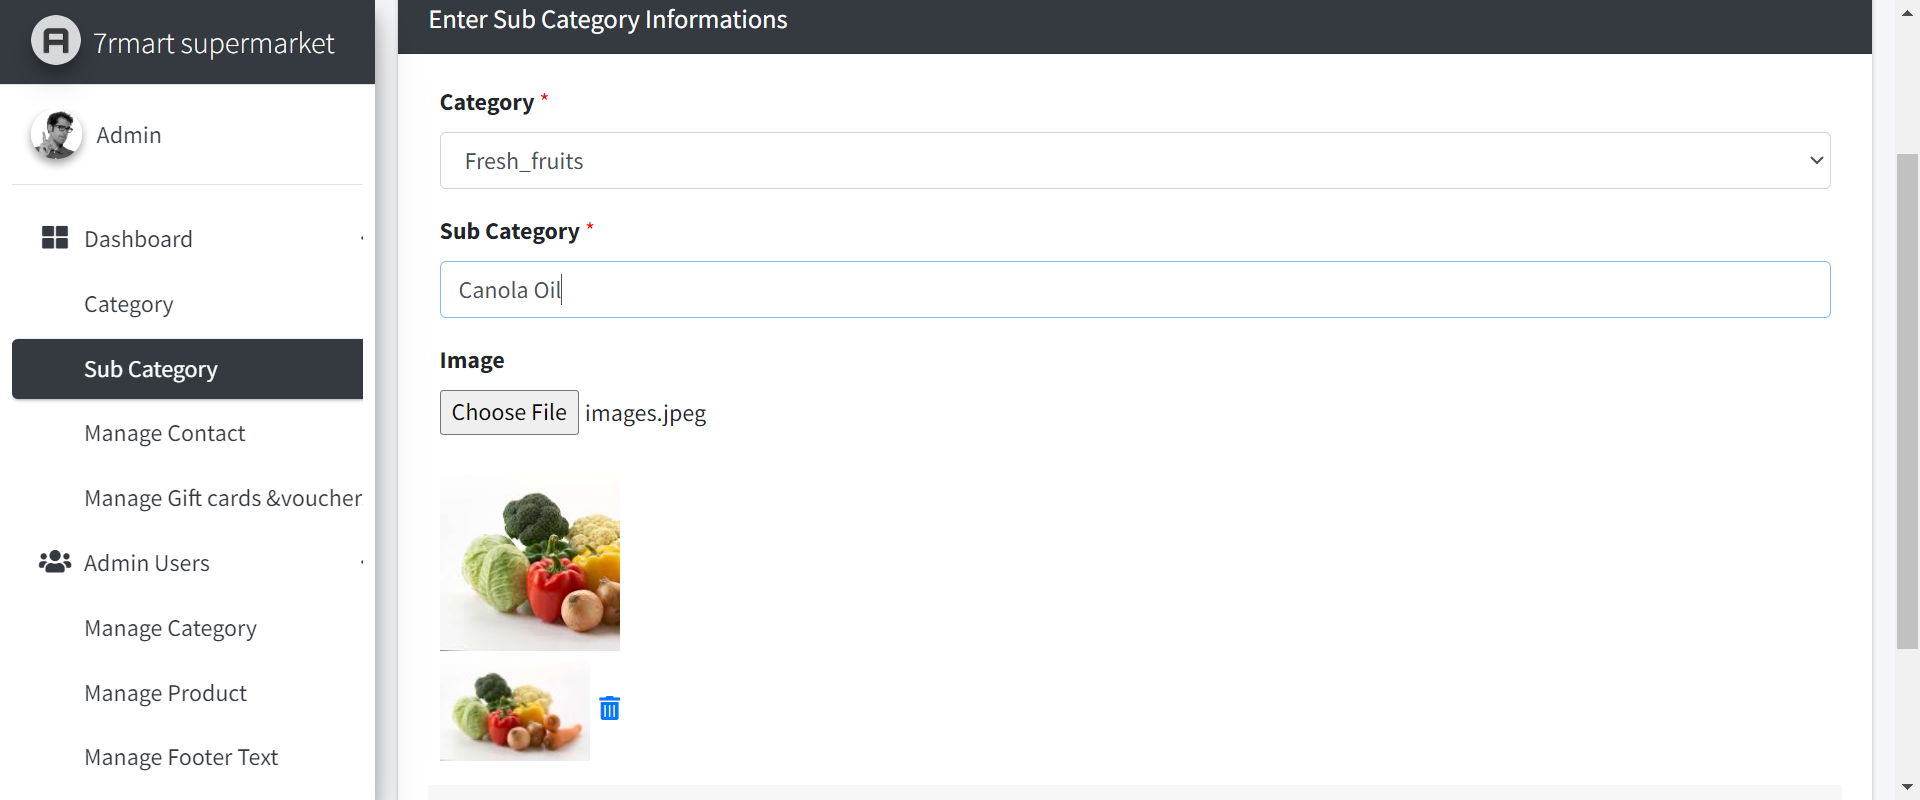 7rmart supermarket
Admin
Dashboard
Category
Sub Category
Manage Contact
Manage Gift cards &voucher
Admin Users
Manage Category
Manage Product
Manage Footer Text
Enter Sub Category Informations
Category *
Fresh_fruits
Sub Category *
Canola Oil
Image
Choose File images.jpeg